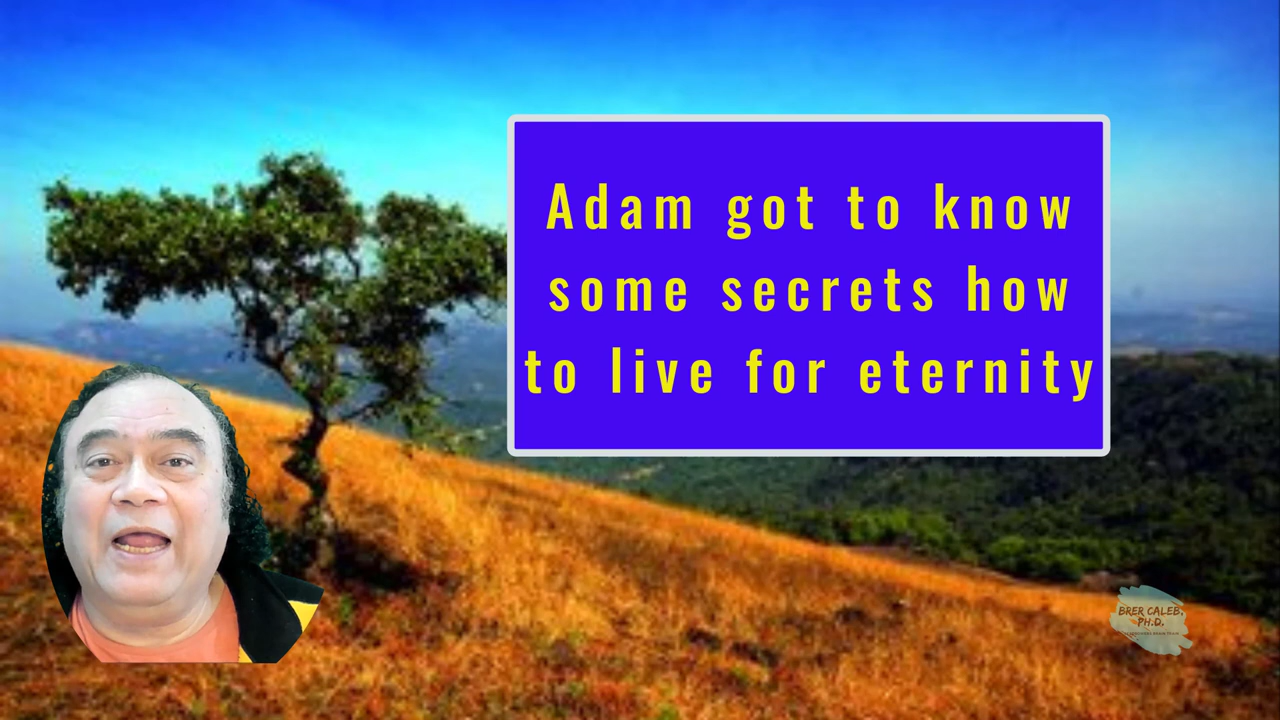 Adam got to know
some secrets how
to live for eternity
BRER CALEB,
PH.D.